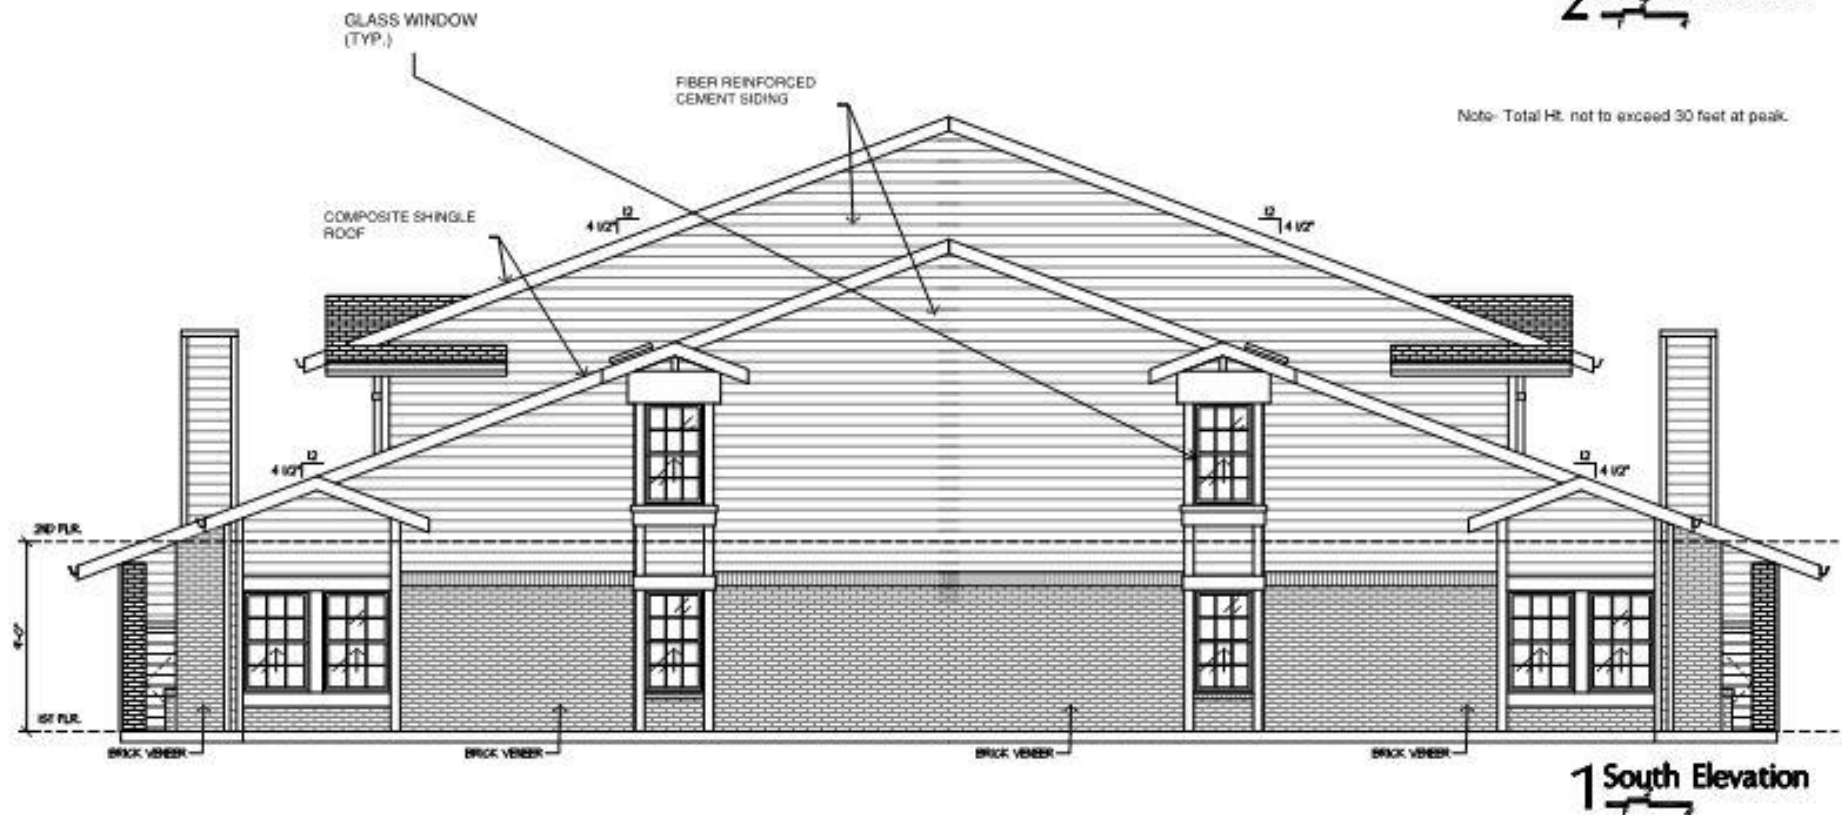 2
GLASS WINDOW
(TYP.)
FIBER REINFORCED
CEMENT SIDING
Note- Total Ht. not to exceed 30 feet at peak.
COMPOSITE SHINGLE
ROOF
12
4 1/2"
12
4 1/2"
12
4 1/2"
12
4 1/2"
2ND FLR.
1ST FLR.
BRICK VENEER
BRICK VENEER
BRICK VENEER
BRICK VENEER
1 South Elevation